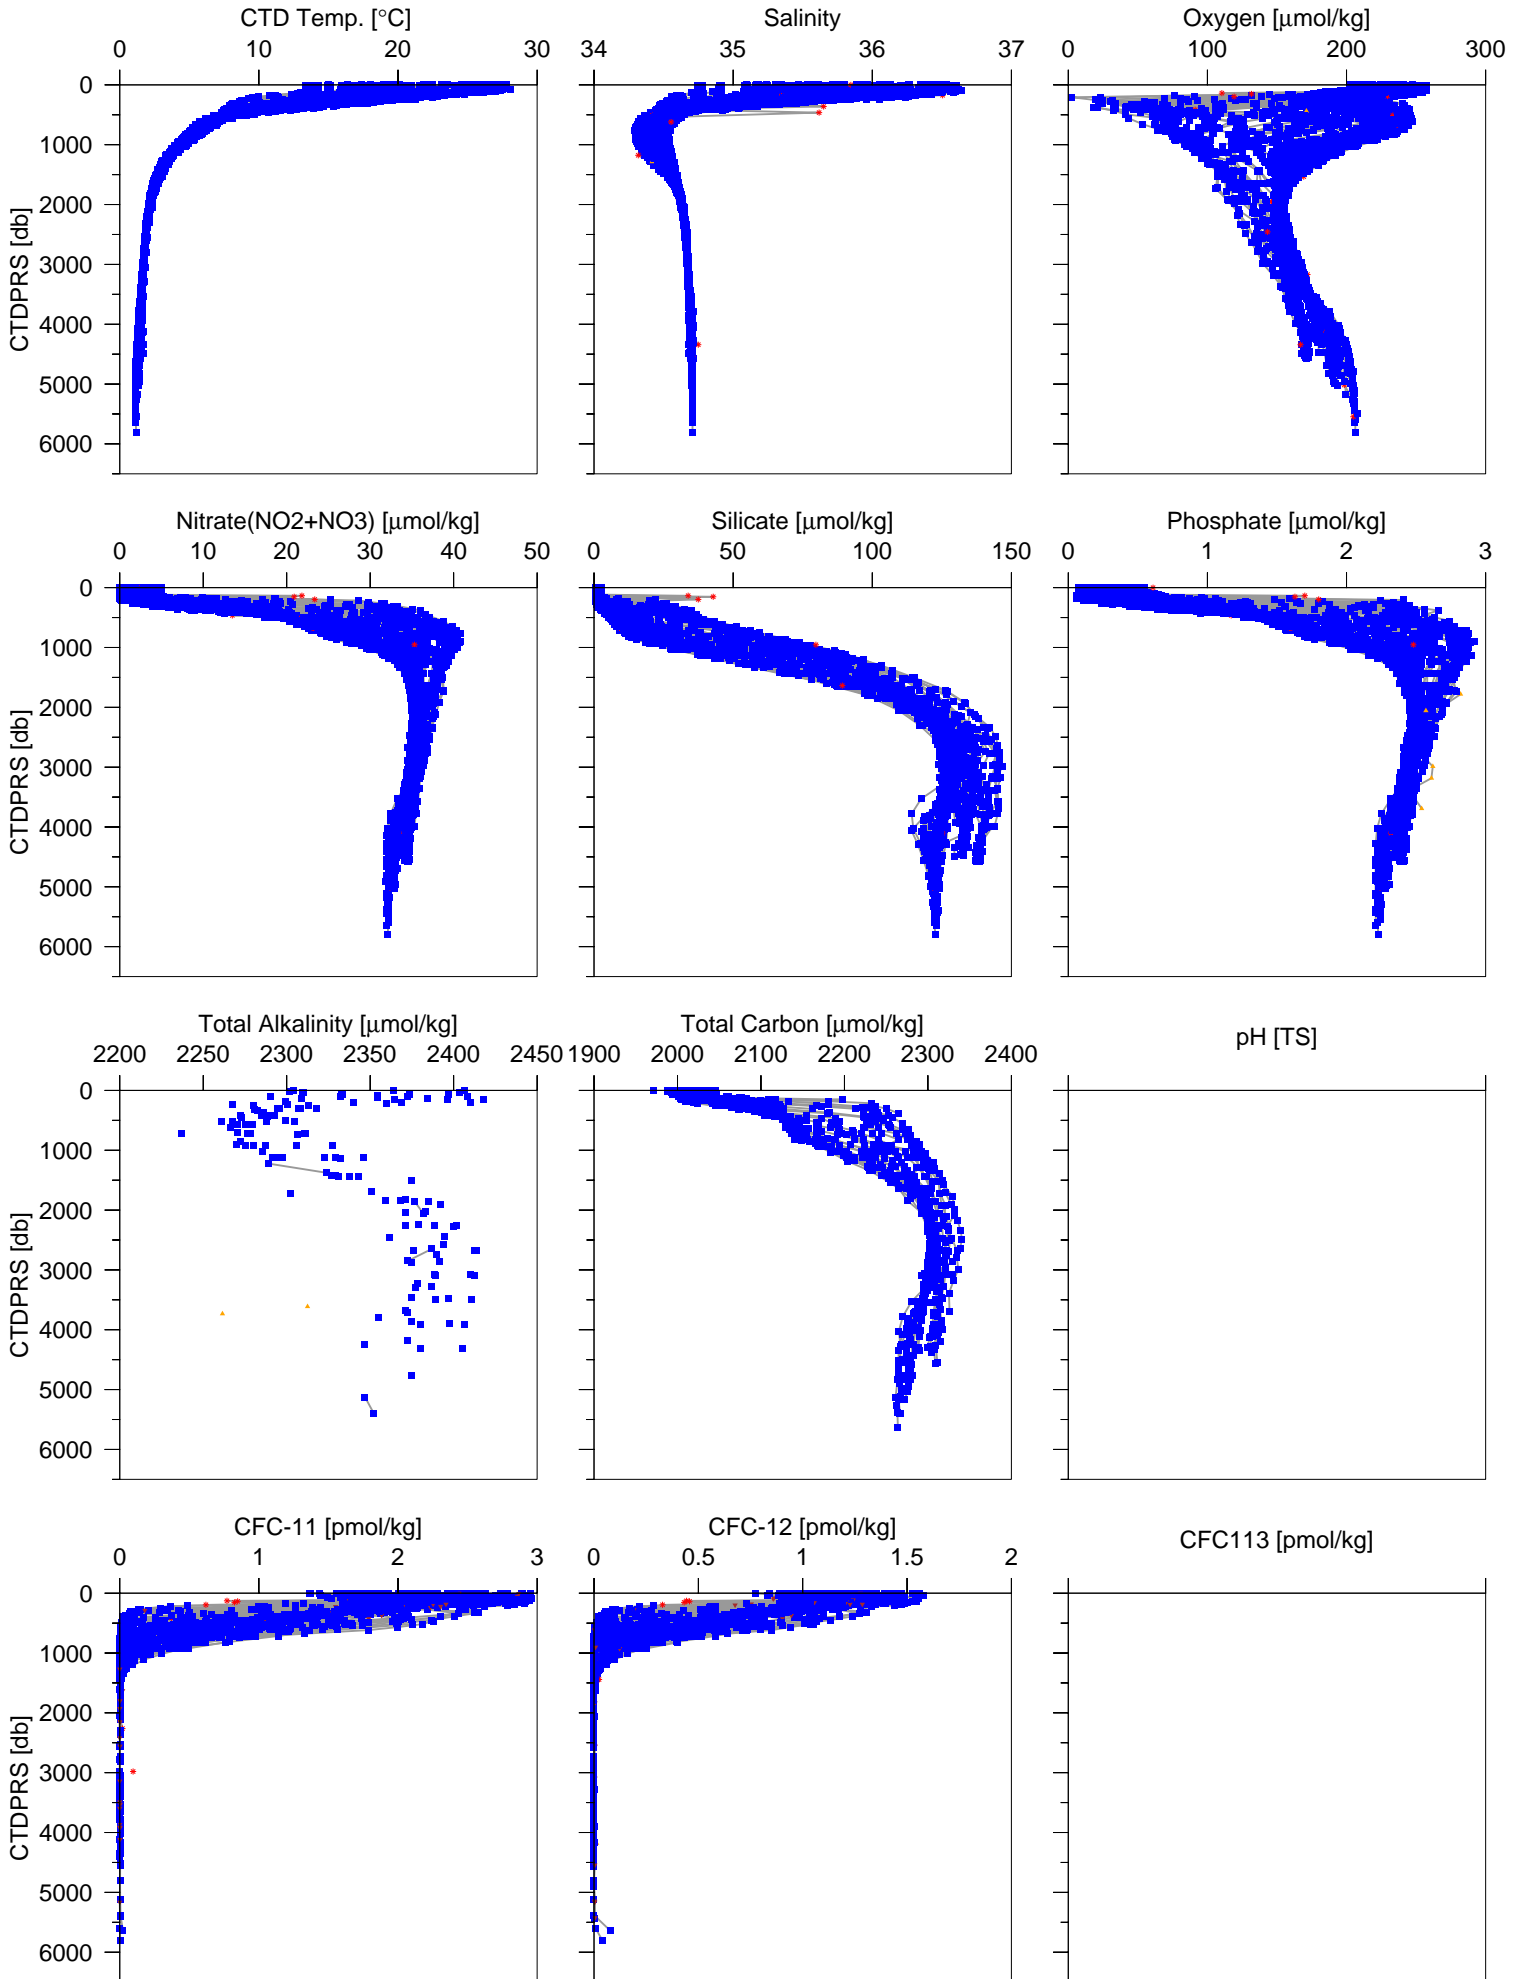 CTD Temp. [°C] Salinity Oxygen [μmol/kg]
0 10 20 30 34 35 36 37 0 100 200 300
0
1000
2000
3000
4000
5000
6000
CTDPRS [db]
Nitrate(NO2+NO3) [μmol/kg] Silicate [μmol/kg] Phosphate [μmol/kg]
0 10 20 30 40 50 0 50 100 150 0 1 2 3
0
1000
2000
3000
4000
5000
6000
CTDPRS [db]
Total Alkalinity [μmol/kg] Total Carbon [μmol/kg] pH [TS]
2200 2250 2300 2350 2400 2450 1900 2000 2100 2200 2300 2400
0
1000
2000
3000
4000
5000
6000
CTDPRS [db]
CFC-11 [pmol/kg] CFC-12 [pmol/kg] CFC113 [pmol/kg]
0 1 2 3 0 0.5 1 1.5 2
0
1000
2000
3000
4000
5000
6000
CTDPRS [db]